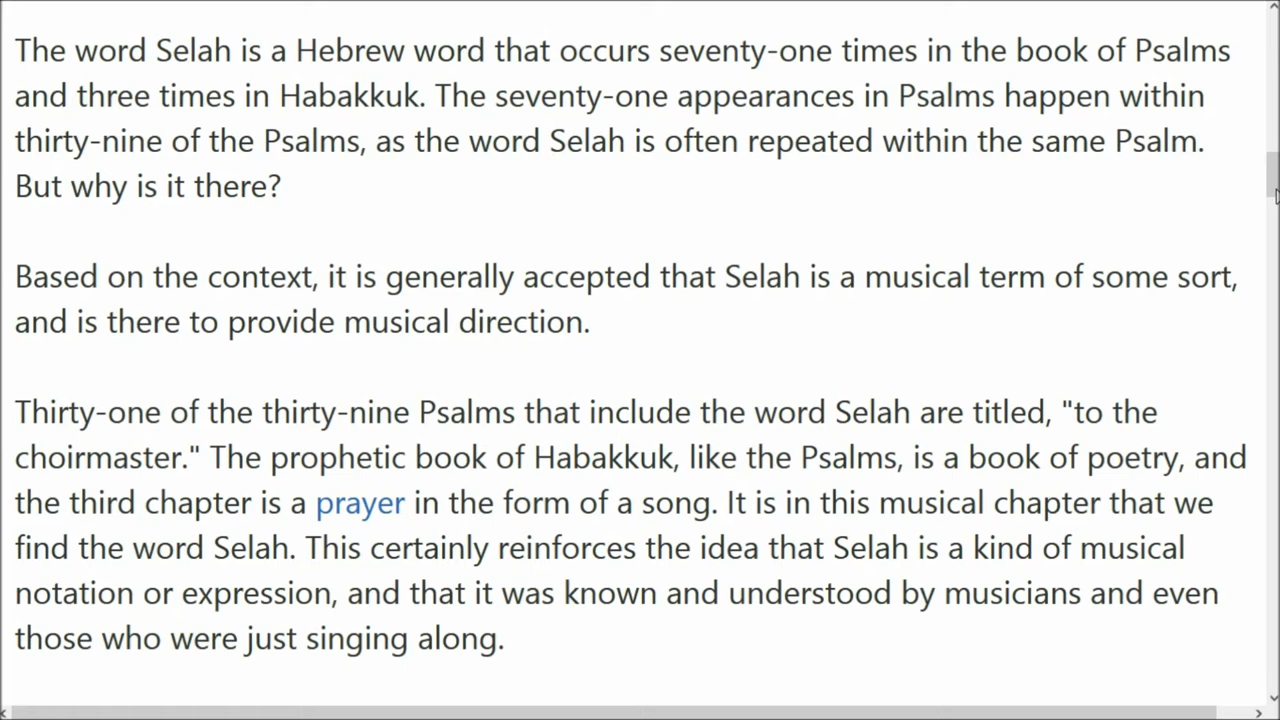 The word Selah is a Hebrew word that occurs seventy-one times in the book of Psalms
and three times in Habakkuk. The seventy-one appearances in Psalms happen within
thirty-nine of the Psalms, as the word Selah is often repeated within the same Psalm.
But why is it there?
Based on the context, it is generally accepted that Selah is a musical term of some sort,
and is there to provide musical direction.
Thirty-one of the thirty-nine Psalms that include the word Selah are titled, "to the
choirmaster." The prophetic book of Habakkuk, like the Psalms, is a book of poetry, and
the third chapter is a prayer in the form of a song. It is in this musical chapter that we
find the word Selah. This certainly reinforces the idea that Selah is a kind of musical
notation or expression, and that it was known and understood by musicians and even
those who were just singing along.